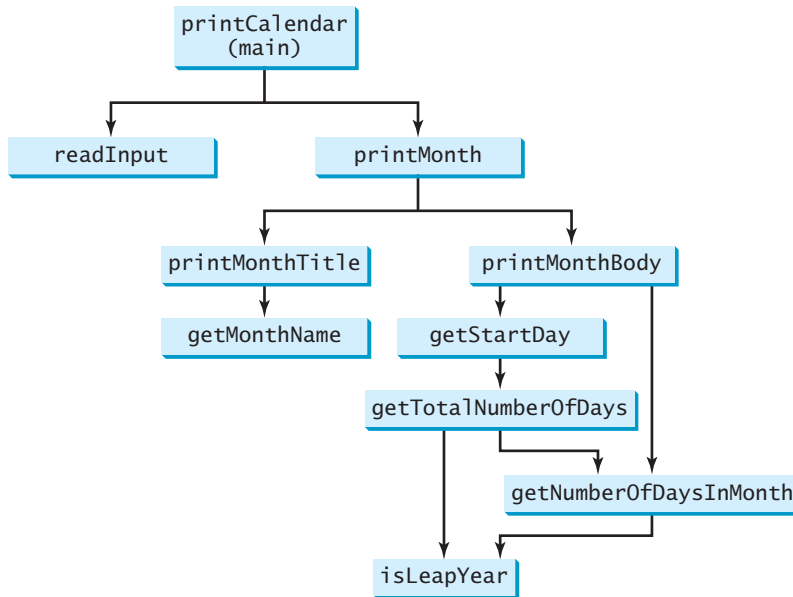 printCalendar
(main)
readInput
printMonth
printMonthTitle
printMonthBody
getMonthName
getStartDay
getTotalNumberOfDays
getNumberOfDaysInMonth
isLeapYear